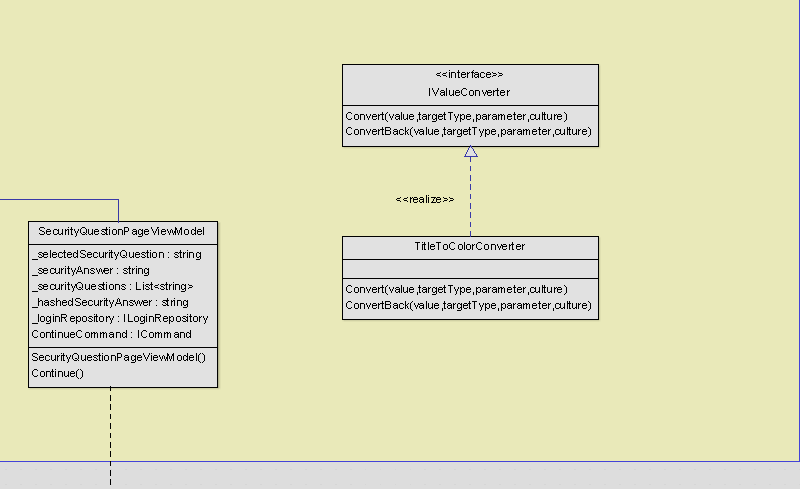 <<interface>>
IValueConverter
Convert(value,targetType,parameter,culture)
ConvertBack(value,targetType,parameter,culture)
<<realize>>
TitleToColorConverter
Convert(value,targetType,parameter,culture)
ConvertBack(value,targetType,parameter,culture)
SecurityQuestionPageViewModel
_selectedSecurityQuestion : string
_securityAnswer : string
_securityQuestions : List<string>
_hashedSecurityAnswer : string
_loginRepository : ILoginRepository
ContinueCommand : ICommand
SecurityQuestionPageViewModel()
Continue()